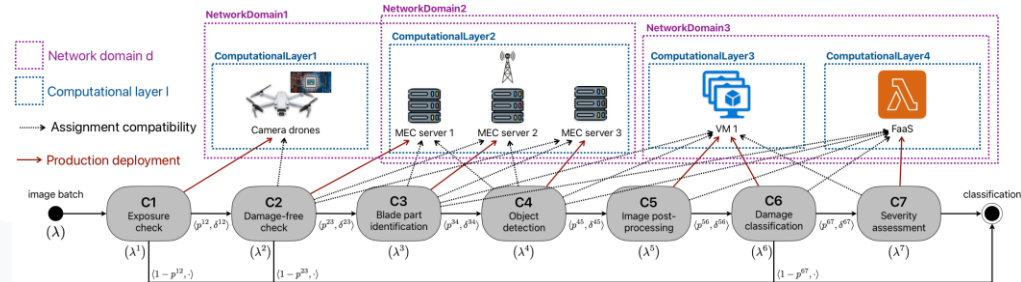 NetworkDomain1
NetworkDomain2
NetworkDomain3
Network domain d
Computational layer l
Assignment compatibility
Production deployment
ComputationalLayer1
ComputationalLayer2
ComputationalLayer3
ComputationalLayer4
Camera drones
MEC server 1
MEC server 2
MEC server 3
VM 1
FaaS
image batch
(λ)
C1
Exposure
check
(λ¹)
⟨p¹², δ¹²⟩
C2
Damage-free
check
(λ²)
⟨p²³, δ²³⟩
C3
Blade part
identification
(λ³)
⟨p³⁴, δ³⁴⟩
C4
Object
detection
(λ⁴)
⟨p⁴⁵, δ⁴⁵⟩
C5
Image post-
processing
(λ⁵)
⟨p⁵⁶, δ⁵⁶⟩
C6
Damage
classification
(λ⁶)
⟨p⁶⁷, δ⁶⁷⟩
C7
Severity
assessment
(λ⁷)
classification
⟨1 − p¹², ·⟩
⟨1 − p²³, ·⟩
⟨1 − p⁶⁷, ·⟩